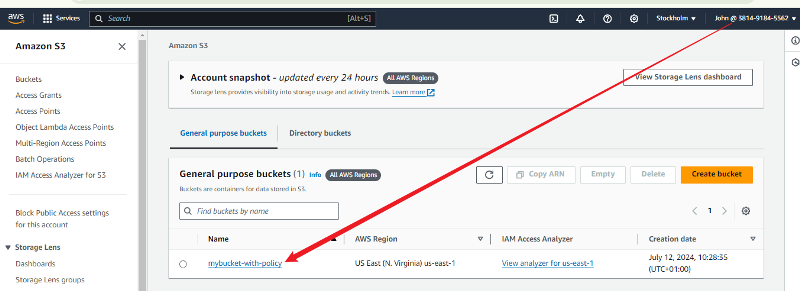 aws
Services
Search
[Alt+S]
Stockholm
John @ 3814-9184-5562
Amazon S3
Buckets
Access Grants
Access Points
Object Lambda Access Points
Multi-Region Access Points
Batch Operations
IAM Access Analyzer for S3
Block Public Access settings
for this account
Storage Lens
Dashboards
Storage Lens groups
Amazon S3
Account snapshot - updated every 24 hours All AWS Regions
View Storage Lens dashboard
Storage lens provides visibility into storage usage and activity trends. Learn more
General purpose buckets
Directory buckets
General purpose buckets (1) Info All AWS Regions
Buckets are containers for data stored in S3.
Copy ARN
Empty
Delete
Create bucket
Find buckets by name
1
Name
AWS Region
IAM Access Analyzer
Creation date
mybucket-with-policy
US East (N. Virginia) us-east-1
View analyzer for us-east-1
July 12, 2024, 10:28:35
(UTC+01:00)